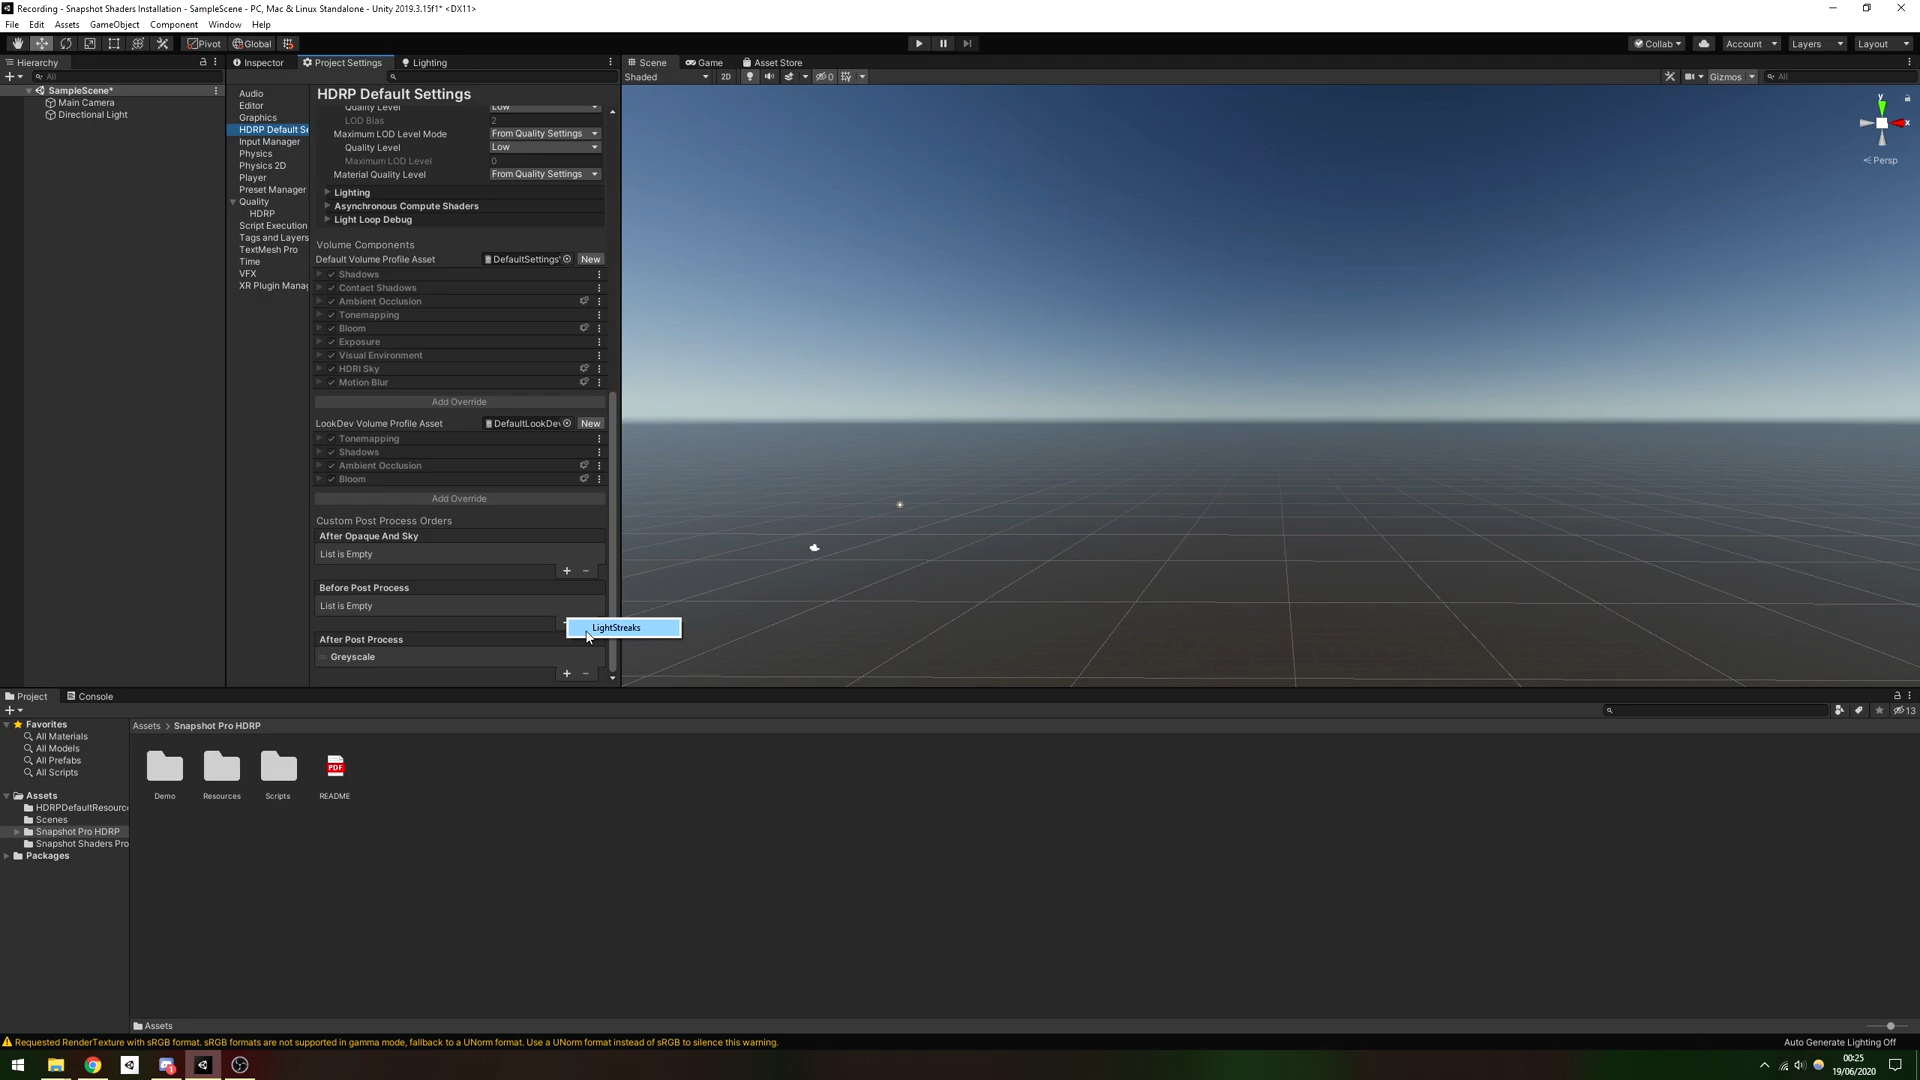 Recording - Snapshot Shaders Installation - SampleScene - PC, Mac & Linux Standalone - Unity 2019.3.15f1* <DX11>
File Edit Assets GameObject Component Window Help
Pivot Global Collab Account Layers Layout
Hierarchy
All
SampleScene*
Main Camera
Directional Light
Inspector Project Settings Lighting
Audio
Editor
Graphics
HDRP Default Se
Input Manager
Physics
Physics 2D
Player
Preset Manager
Quality
HDRP
Script Execution
Tags and Layers
TextMesh Pro
Time
VFX
XR Plugin Manag
HDRP Default Settings
Quality Level Low
LOD Bias 2
Maximum LOD Level Mode From Quality Settings
Quality Level Low
Maximum LOD Level 0
Material Quality Level From Quality Settings
Lighting
Asynchronous Compute Shaders
Light Loop Debug
Volume Components
Default Volume Profile Asset DefaultSettings' New
Shadows
Contact Shadows
Ambient Occlusion
Tonemapping
Bloom
Exposure
Visual Environment
HDRI Sky
Motion Blur
Add Override
LookDev Volume Profile Asset DefaultLookDev New
Tonemapping
Shadows
Ambient Occlusion
Bloom
Add Override
Custom Post Process Orders
After Opaque And Sky
List is Empty
+ −
Before Post Process
List is Empty
LightStreaks
After Post Process
Greyscale
+ −
Scene Game Asset Store
Shaded 2D 0 Gizmos All
y
x
Persp
Project Console
13
Favorites
All Materials
All Models
All Prefabs
All Scripts
Assets
HDRPDefaultResourc
Scenes
Snapshot Pro HDRP
Snapshot Shaders Pro
Packages
Assets > Snapshot Pro HDRP
PDF
Demo Resources Scripts README
Assets
Requested RenderTexture with sRGB format. sRGB formats are not supported in gamma mode, fallback to a UNorm format. Use a UNorm format instead of sRGB to silence this warning.
Auto Generate Lighting Off
1
00:25
19/06/2020